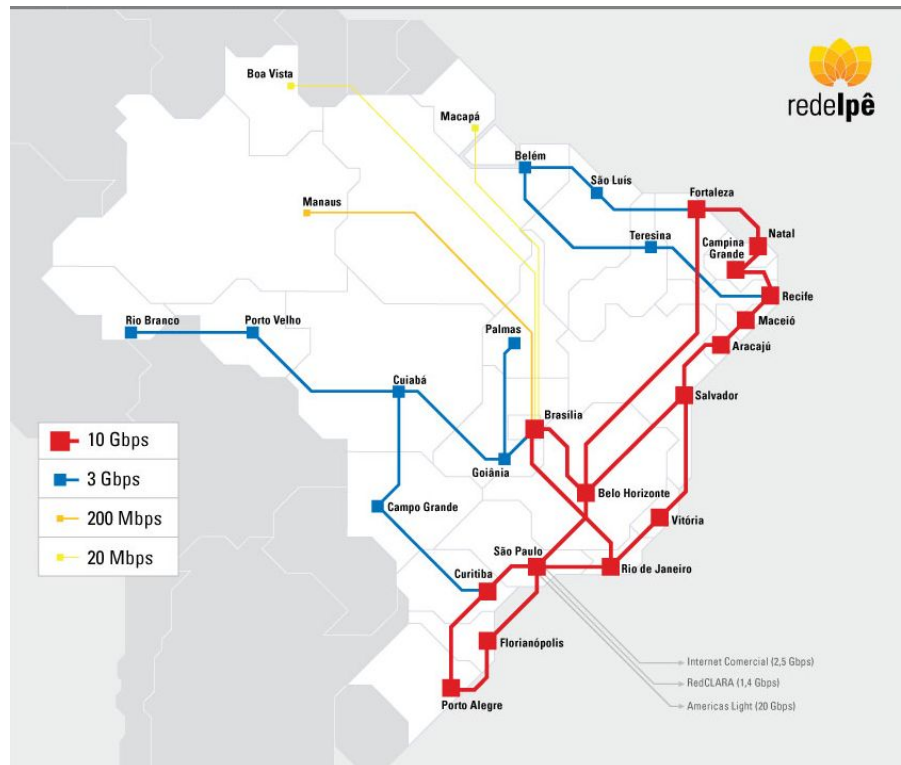 redeIpê
Boa Vista
Macapá
Belém
São Luís
Fortaleza
Manaus
Teresina
Campina
Grande
Natal
Recife
Rio Branco
Porto Velho
Palmas
Maceió
Aracajú
Cuiabá
Salvador
Brasília
10 Gbps
3 Gbps
200 Mbps
20 Mbps
Goiânia
Belo Horizonte
Campo Grande
Vitória
São Paulo
Rio de Janeiro
Curitiba
Florianópolis
Porto Alegre
Internet Comercial (2,5 Gbps)
RedCLARA (1,4 Gbps)
Americas Light (20 Gbps)